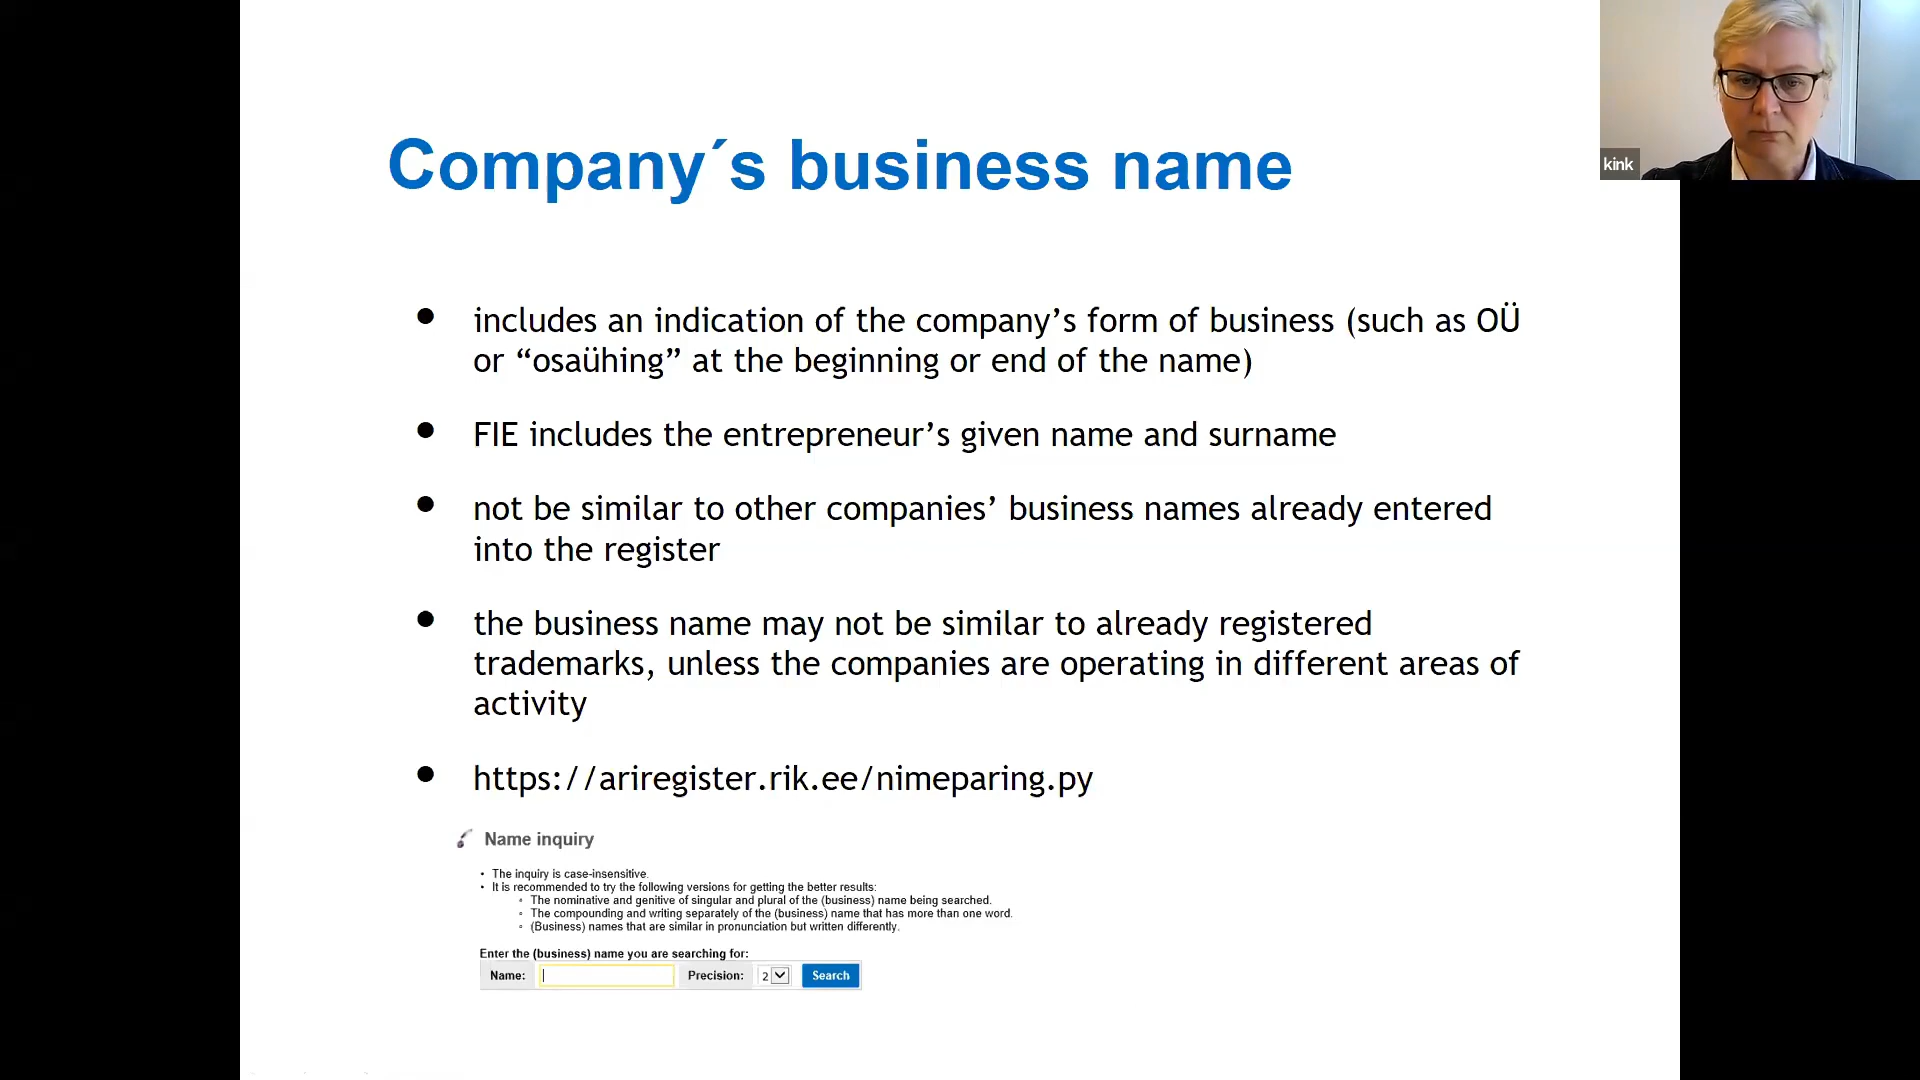 Company´s business name
kink
• includes an indication of the company’s form of business (such as OÜ
or “osaühing” at the beginning or end of the name)
• FIE includes the entrepreneur’s given name and surname
• not be similar to other companies’ business names already entered
into the register
• the business name may not be similar to already registered
trademarks, unless the companies are operating in different areas of
activity
• https://ariregister.rik.ee/nimeparing.py
Name inquiry
• The inquiry is case-insensitive.
• It is recommended to try the following versions for getting the better results:
◦ The nominative and genitive of singular and plural of the (business) name being searched.
◦ The compounding and writing separately of the (business) name that has more than one word.
◦ (Business) names that are similar in pronunciation but written differently.
Enter the (business) name you are searching for:
Name: Precision: 2 Search